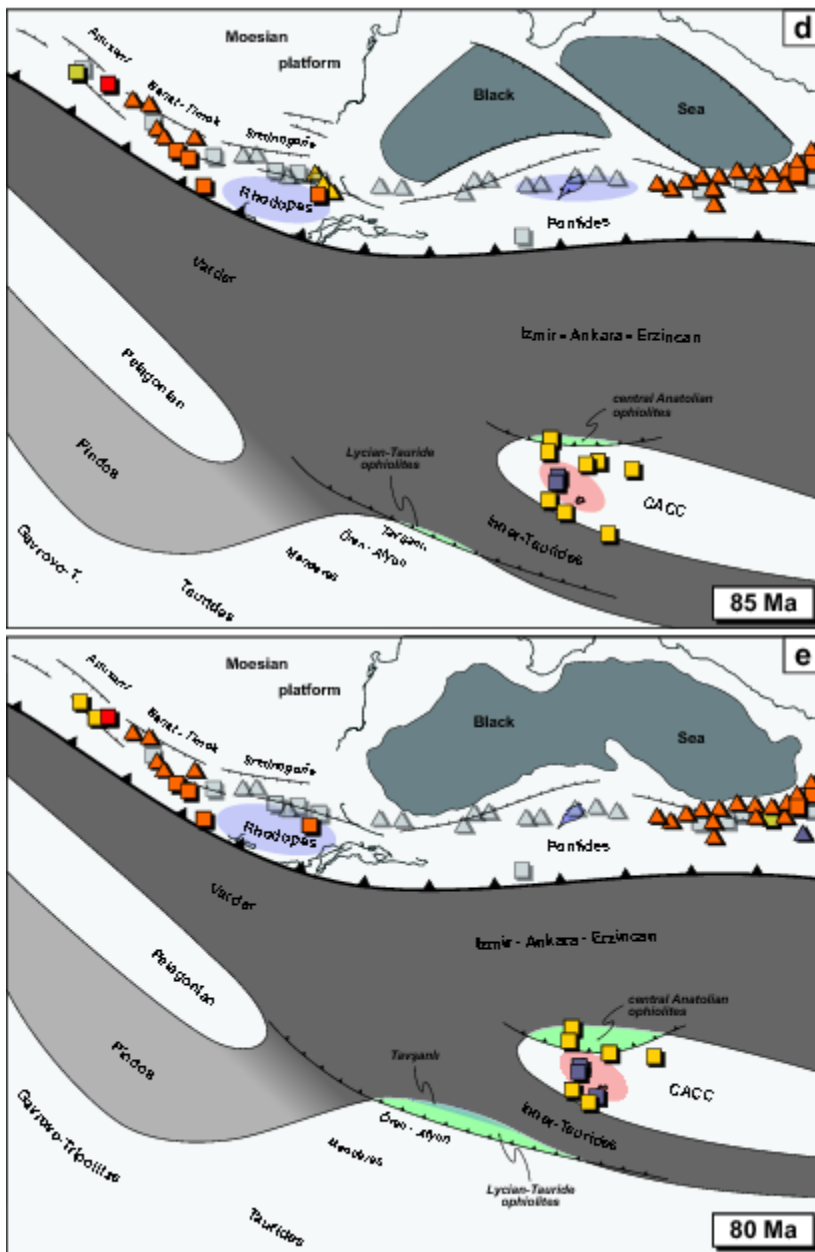 d
Moesian
platform
Apuseni
Banat-Timok
Srednogorie
Black
Sea
Rhodopes
Pontides
Vardar
Izmir-Ankara-Erzincan
Pelagonian
central Anatolian
ophiolites
Lycian-Tauride
ophiolites
Pindos
CACC
Inner-Taurides
Tavşanlı
Ören-Afyon
Menderes
Gavrovo-T.
Taurides
85 Ma
e
Moesian
platform
Apuseni
Banat-Timok
Srednogorie
Black
Sea
Rhodopes
Pontides
Vardar
Izmir-Ankara-Erzincan
Pelagonian
central Anatolian
ophiolites
Pindos
Tavşanlı
CACC
Ören-Afyon
Inner-Taurides
Menderes
Gavrovo-Tripolitza
Lycian-Tauride
ophiolites
Taurides
80 Ma